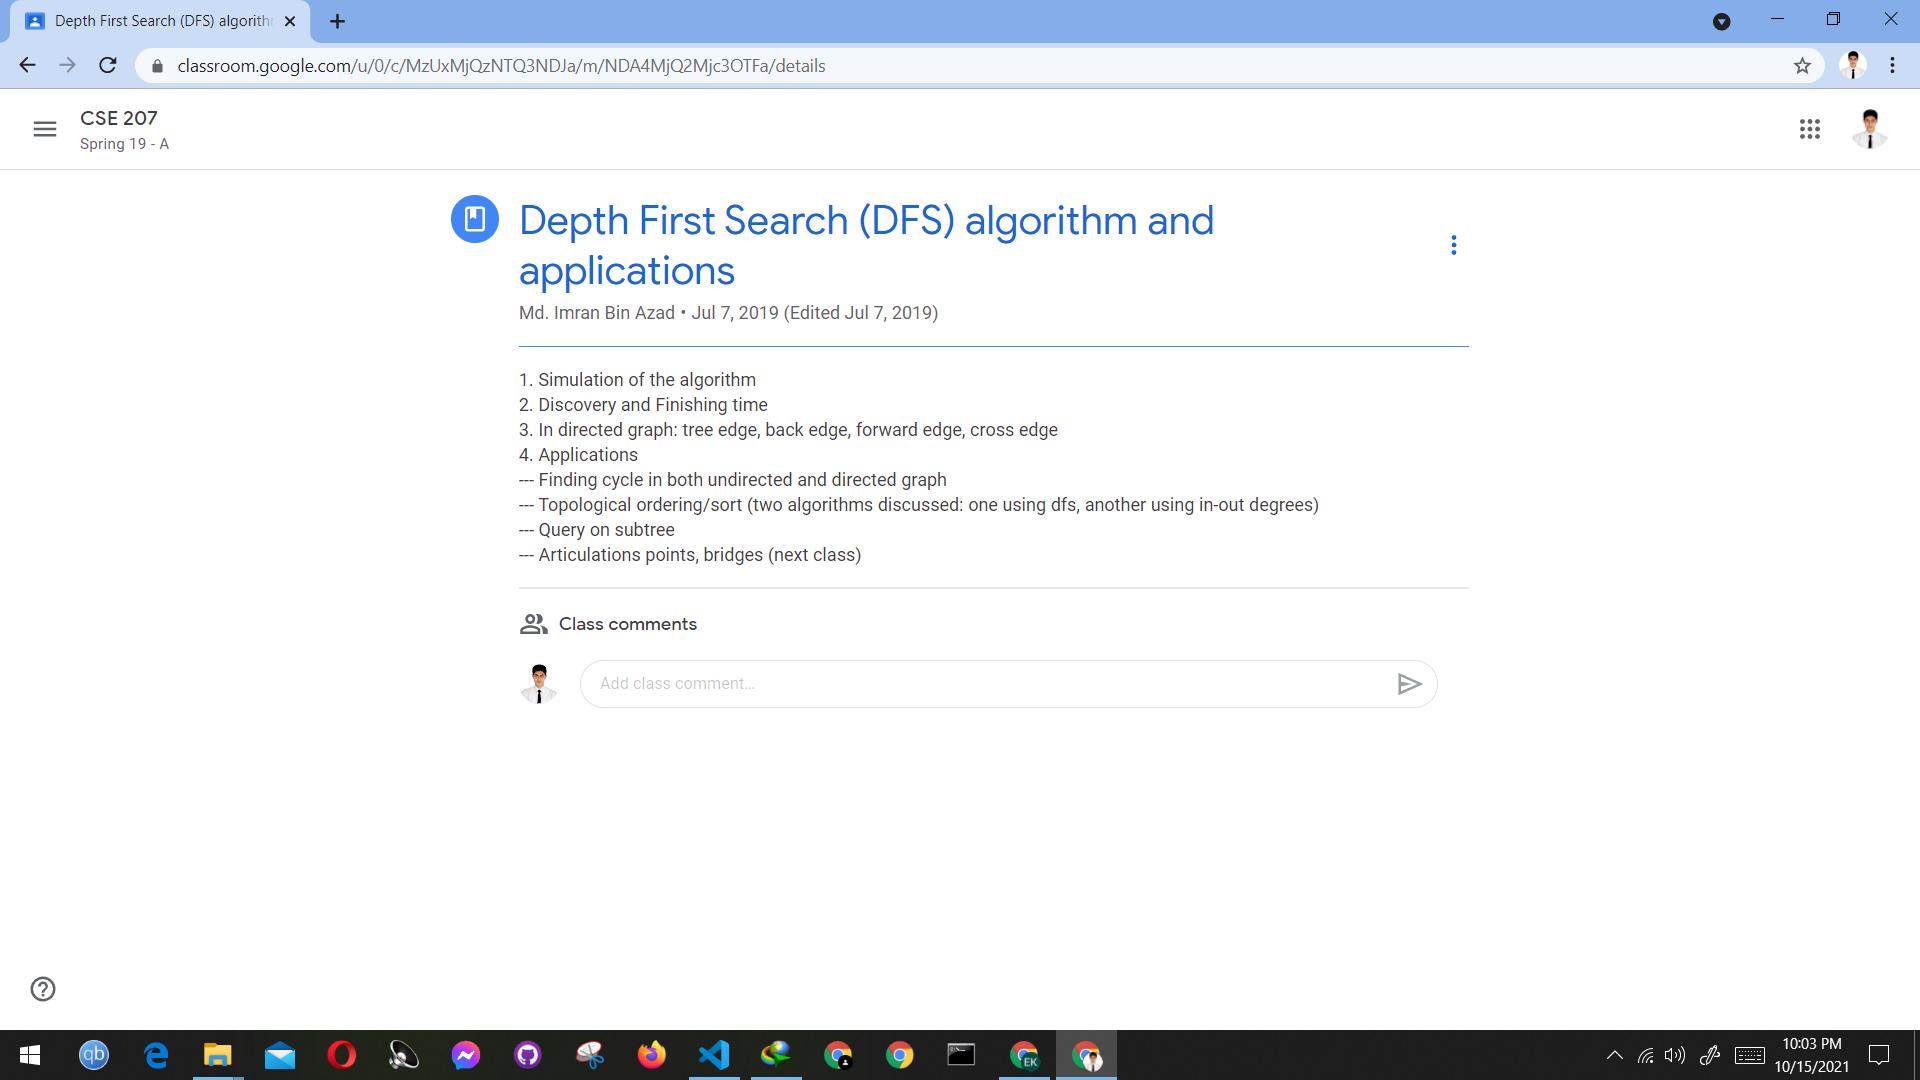 Depth First Search (DFS) algorith
classroom.google.com/u/0/c/MzUxMjQzNTQ3NDJa/m/NDA4MjQ2Mjc3OTFa/details
CSE 207
Spring 19 - A
Depth First Search (DFS) algorithm and
applications
Md. Imran Bin Azad • Jul 7, 2019 (Edited Jul 7, 2019)
1. Simulation of the algorithm
2. Discovery and Finishing time
3. In directed graph: tree edge, back edge, forward edge, cross edge
4. Applications
--- Finding cycle in both undirected and directed graph
--- Topological ordering/sort (two algorithms discussed: one using dfs, another using in-out degrees)
--- Query on subtree
--- Articulations points, bridges (next class)
Class comments
Add class comment...
qb
EK
10:03 PM
10/15/2021